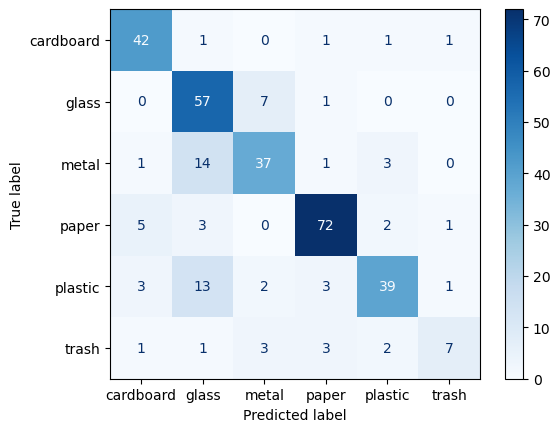 cardboard 42 1 0 1 1 1
glass 0 57 7 1 0 0
metal 1 14 37 1 3 0
paper 5 3 0 72 2 1
plastic 3 13 2 3 39 1
trash 1 1 3 3 2 7
cardboard glass metal paper plastic trash
Predicted label
True label
70
60
50
40
30
20
10
0